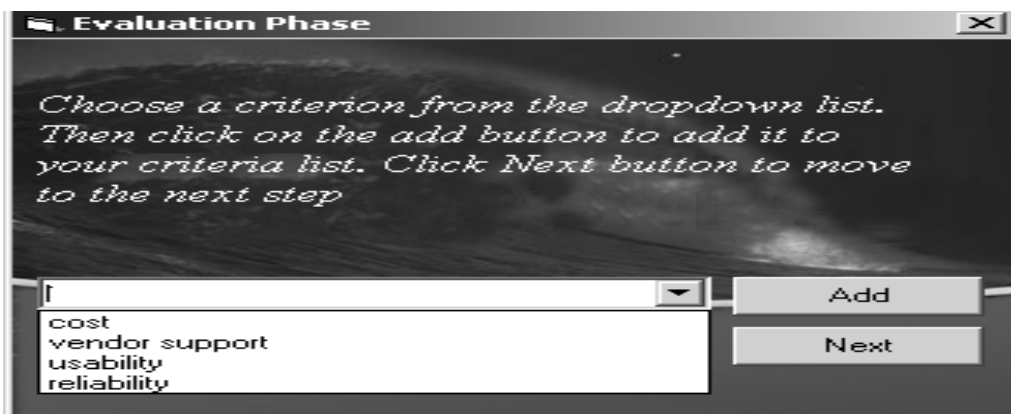 Evaluation Phase
Choose a criterion from the dropdown list.
Then click on the add button to add it to
your criteria list. Click Next button to move
to the next step
Add
cost
vendor support
Next
usability
reliability